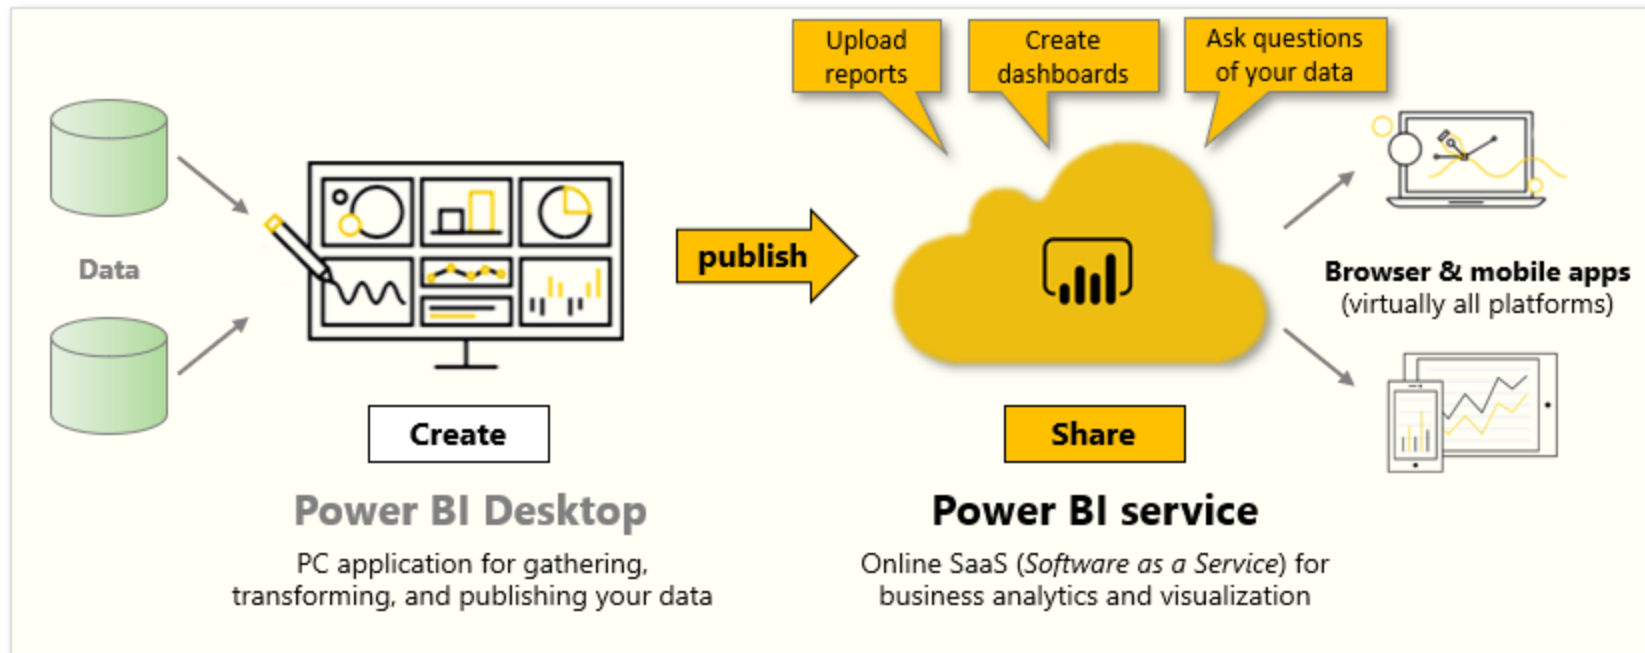 Upload
reports
Create
dashboards
Ask questions
of your data
Data
publish
Browser & mobile apps
(virtually all platforms)
Create
Share
Power BI Desktop
PC application for gathering,
transforming, and publishing your data
Power BI service
Online SaaS (Software as a Service) for
business analytics and visualization